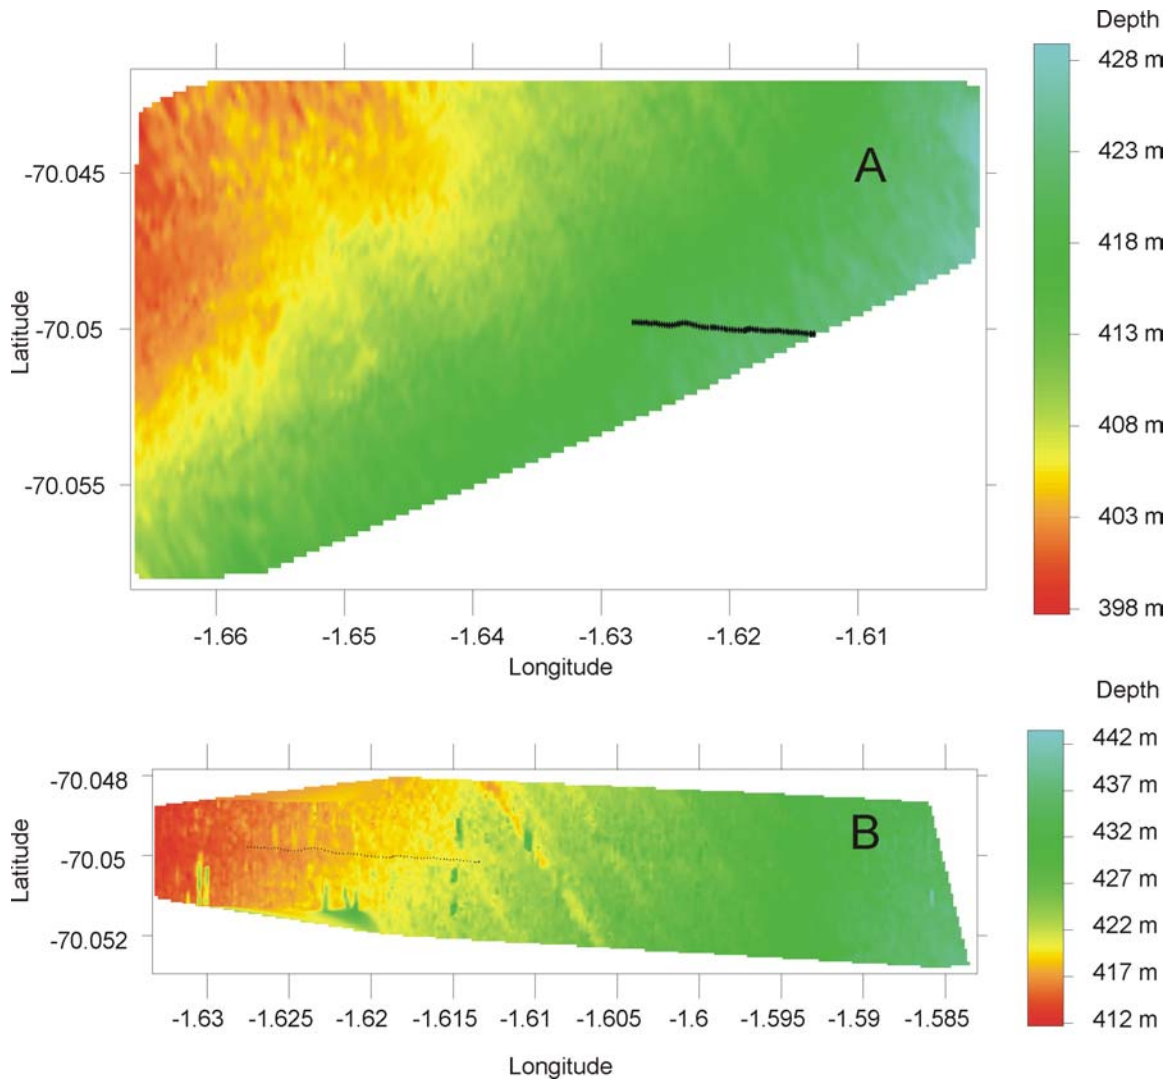 Depth
428 m
423 m
418 m
413 m
408 m
403 m
398 m
A
-70.045
-70.05
-70.055
Latitude
-1.66 -1.65 -1.64 -1.63 -1.62 -1.61
Longitude
Depth
442 m
437 m
432 m
427 m
422 m
417 m
412 m
B
-70.048
-70.05
-70.052
Latitude
-1.63 -1.625 -1.62 -1.615 -1.61 -1.605 -1.6 -1.595 -1.59 -1.585
Longitude